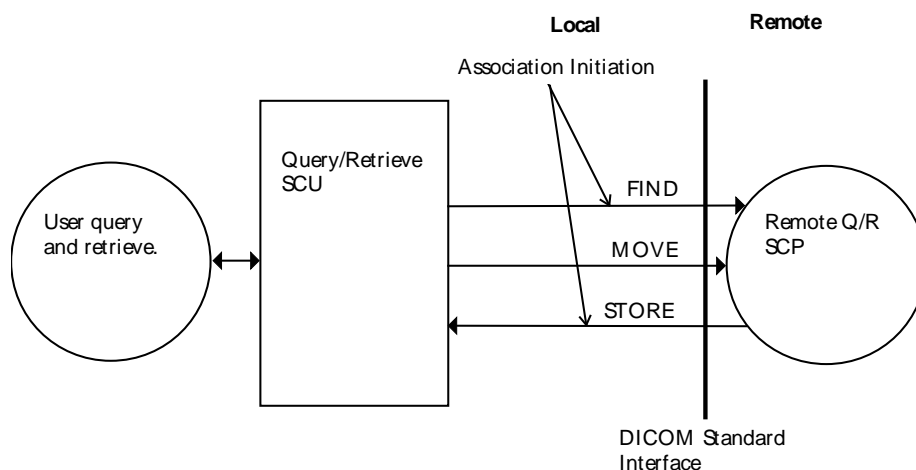 Local
Remote
Association Initiation
Query/Retrieve
SCU
FIND
User query
and retrieve.
Remote Q/R
SCP
MOVE
STORE
DICOM Standard
Interface